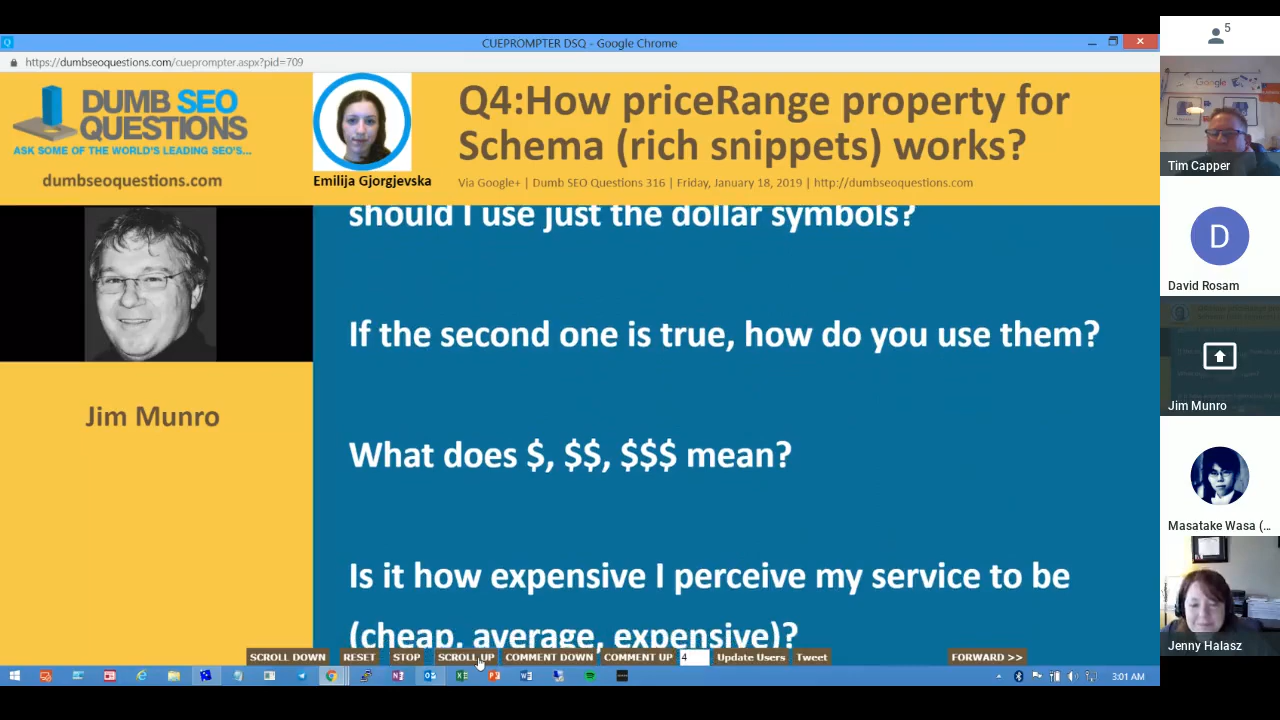 CUEPROMPTER DSQ - Google Chrome
https://dumbseoquestions.com/cueprompter.aspx?pid=709
DUMB SEO
QUESTIONS
ASK SOME OF THE WORLD'S LEADING SEO'S...
dumbseoquestions.com
Emilija Gjorgjevska
Q4:How priceRange property for
Schema (rich snippets) works?
Via Google+ | Dumb SEO Questions 316 | Friday, January 18, 2019 | http://dumbseoquestions.com
Jim Munro
should I use just the dollar symbols?
If the second one is true, how do you use them?
What does $, $$, $$$ mean?
Is it how expensive I perceive my service to be
(cheap, average, expensive)?
SCROLL DOWN RESET STOP SCROLL UP COMMENT DOWN COMMENT UP 4 Update Users Tweet FORWARD >>
3:01 AM
5
Google
Tim Capper
D
David Rosam
Jim Munro
Masatake Wasa (...
Jenny Halasz